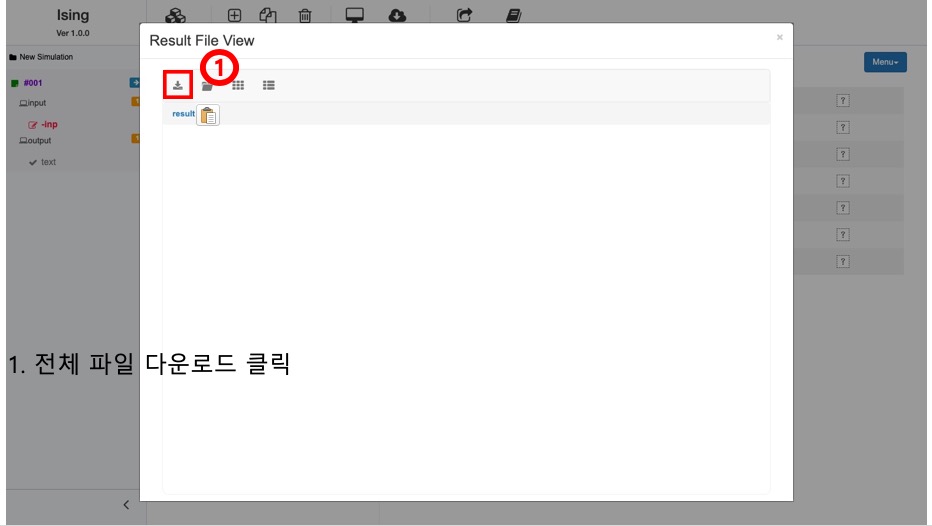 Ising
Ver 1.0.0
New Simulation
#001
input
-inp
output
text
Result File View
×
1
result
Menu
?
?
?
?
?
?
?
1. 전체 파일 다운로드 클릭